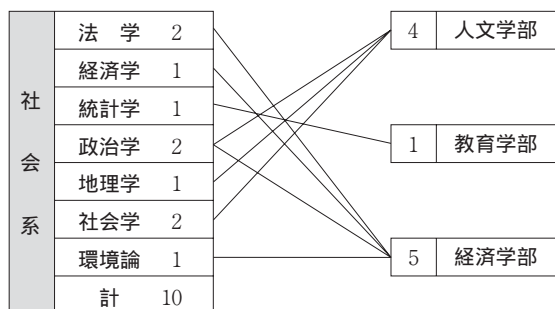 社会系
法　学 2
経済学 1
統計学 1
政治学 2
地理学 1
社会学 2
環境論 1
計 10
4 人文学部
1 教育学部
5 経済学部